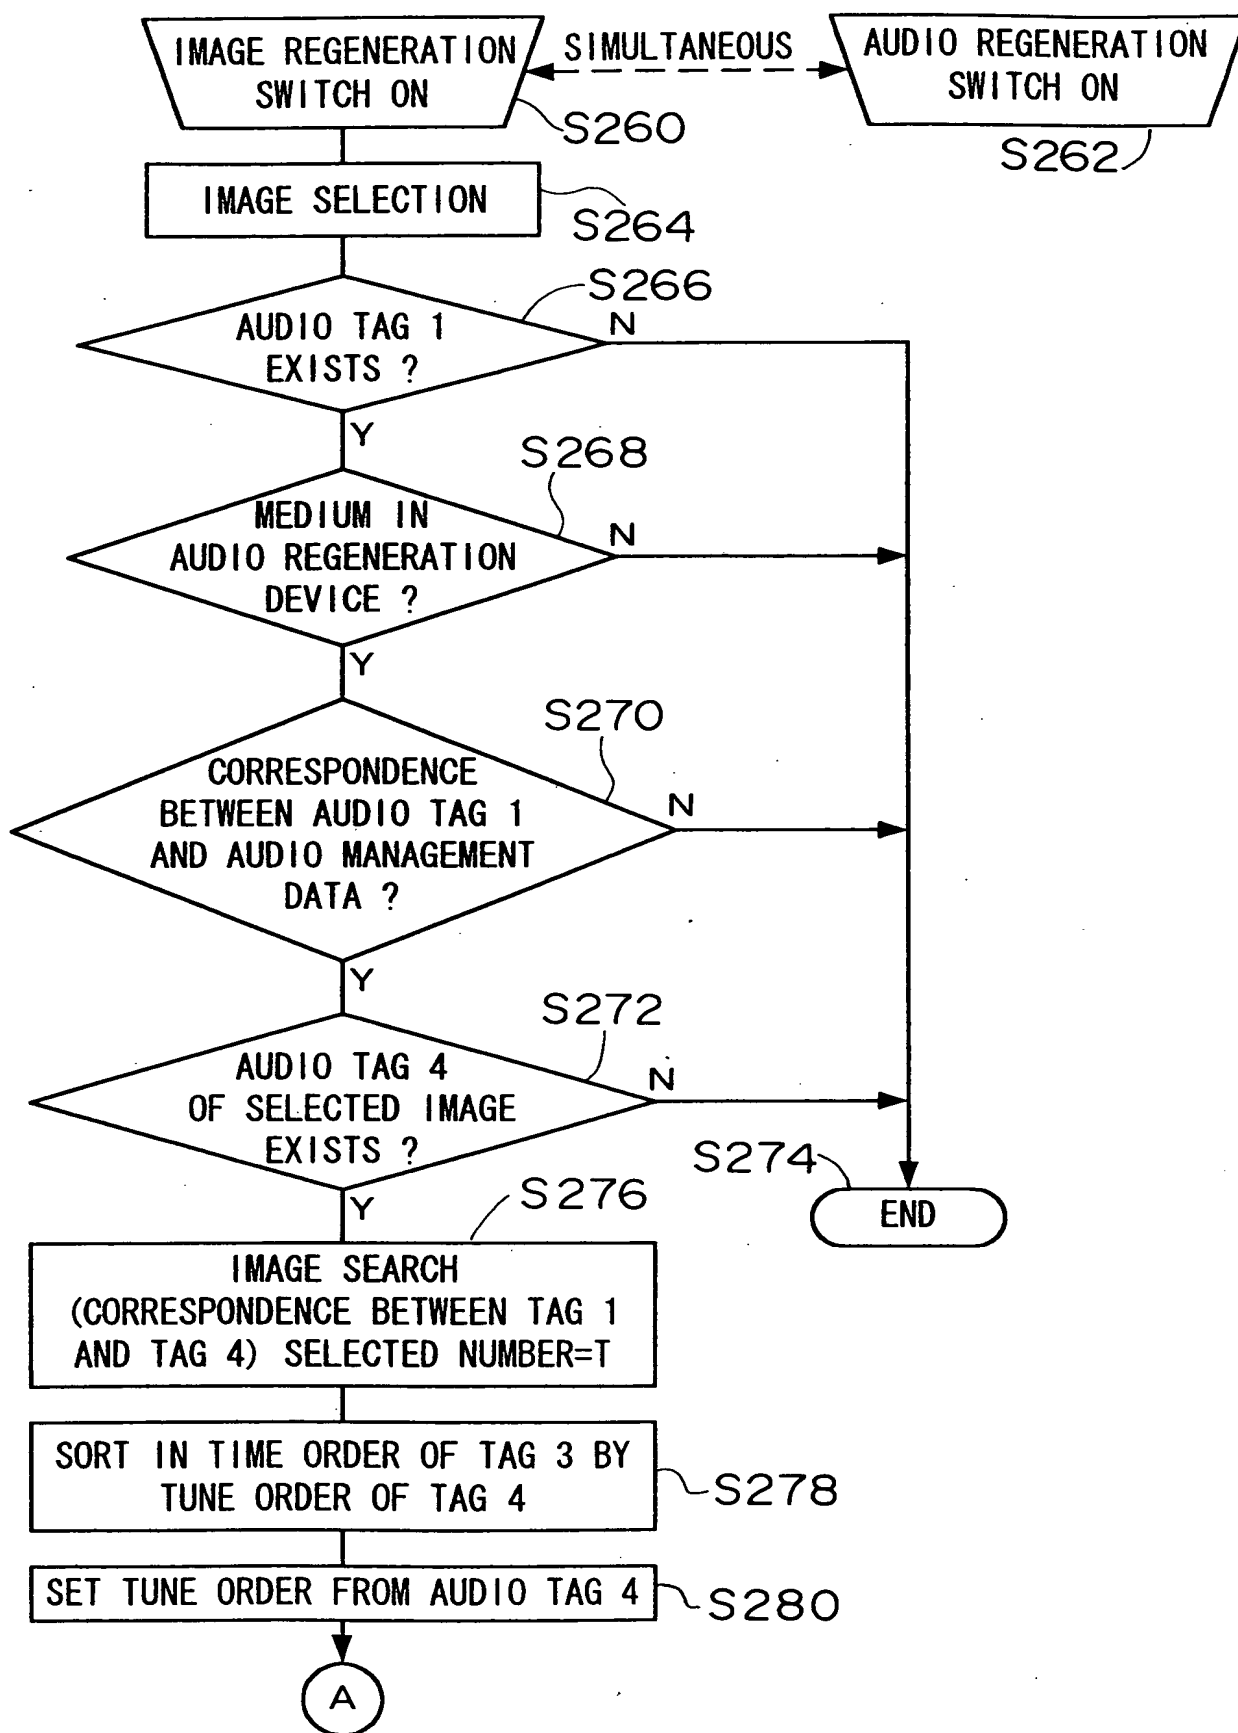 IMAGE REGENERATION
SWITCH ON
SIMULTANEOUS
AUDIO REGENERATION
SWITCH ON
S260
S262
IMAGE SELECTION
S264
S266
AUDIO TAG 1
EXISTS ?
N
Y
S268
MEDIUM IN
AUDIO REGENERATION
DEVICE ?
N
Y
S270
CORRESPONDENCE
BETWEEN AUDIO TAG 1
AND AUDIO MANAGEMENT
DATA ?
N
Y
S272
AUDIO TAG 4
OF SELECTED IMAGE
EXISTS ?
N
Y
S274
END
S276
IMAGE SEARCH
(CORRESPONDENCE BETWEEN TAG 1
AND TAG 4) SELECTED NUMBER=T
SORT IN TIME ORDER OF TAG 3 BY
TUNE ORDER OF TAG 4
S278
SET TUNE ORDER FROM AUDIO TAG 4
S280
A